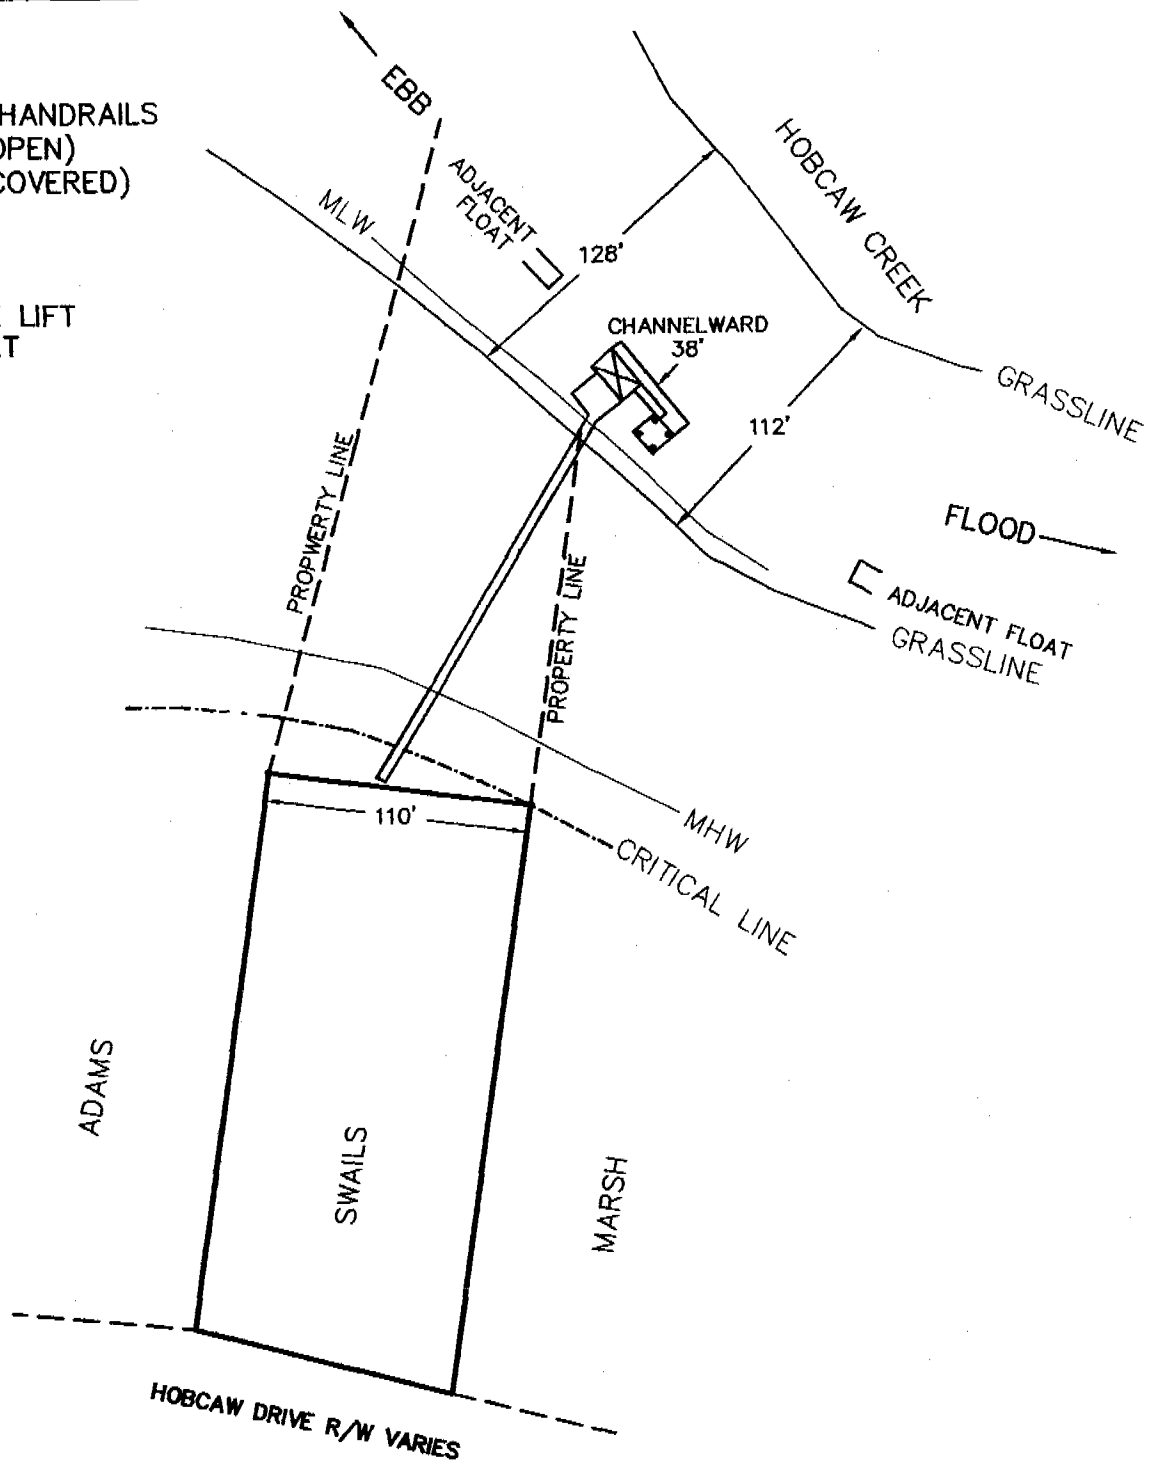 HANDRAILS
OPEN)
COVERED)
LIFT
EBB
ADJACENT
FLOAT
MLW
128'
HOBCAW CREEK
CHANNELWARD
38'
112'
GRASSLINE
FLOOD
ADJACENT FLOAT
GRASSLINE
PROPWERTY LINE
PROPERTY LINE
110'
MHW
CRITICAL LINE
ADAMS
SWAILS
MARSH
HOBCAW DRIVE R/W VARIES